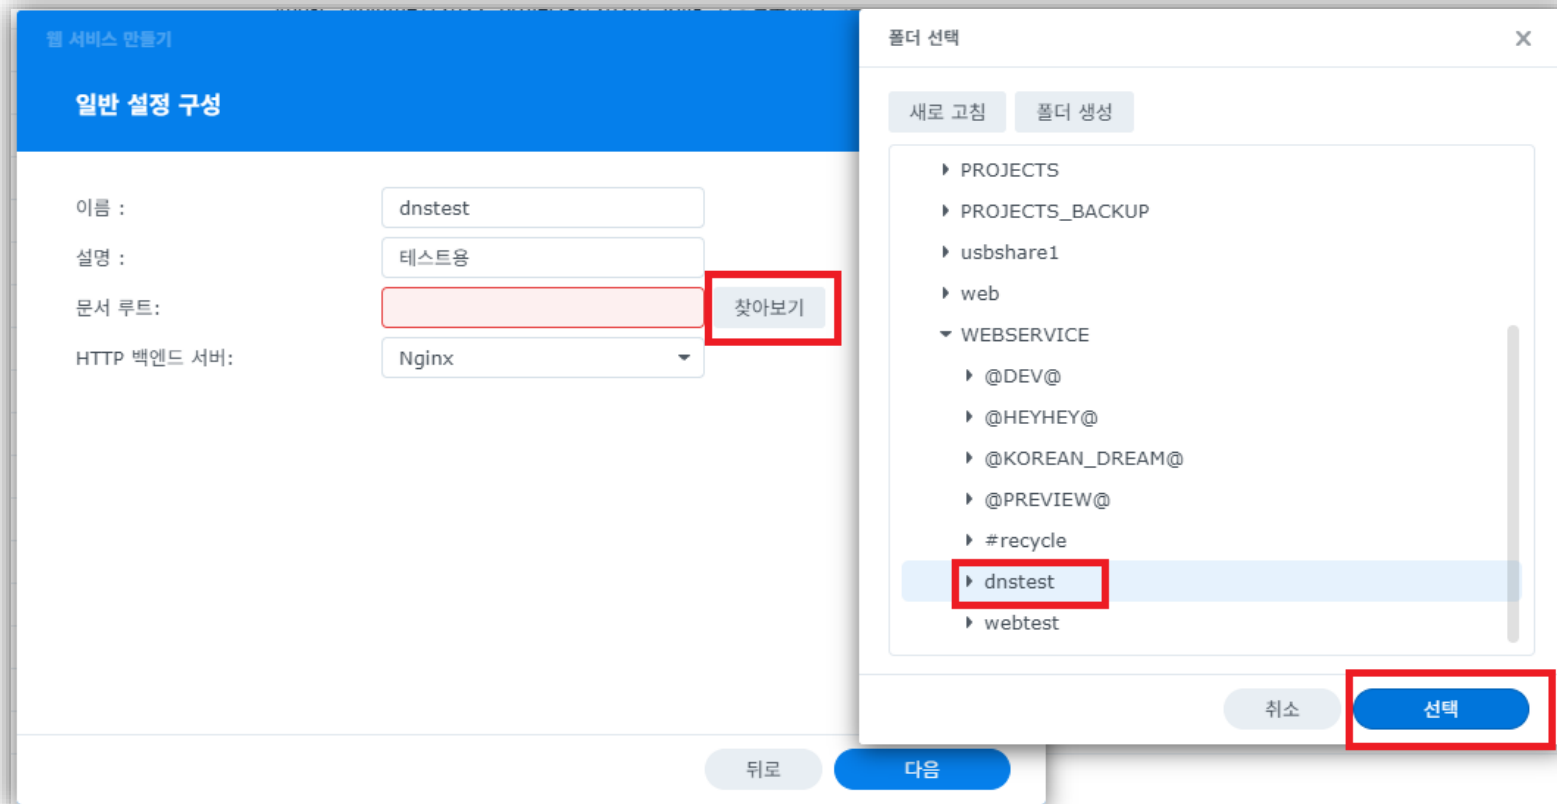 웹 서비스 만들기
일반 설정 구성
이름 :
dnstest
설명 :
테스트용
문서 루트:
찾아보기
HTTP 백엔드 서버:
Nginx
뒤로
다음
폴더 선택
새로 고침
폴더 생성
PROJECTS
PROJECTS_BACKUP
usbshare1
web
WEBSERVICE
@DEV@
@HEYHEY@
@KOREAN_DREAM@
@PREVIEW@
#recycle
dnstest
webtest
취소
선택